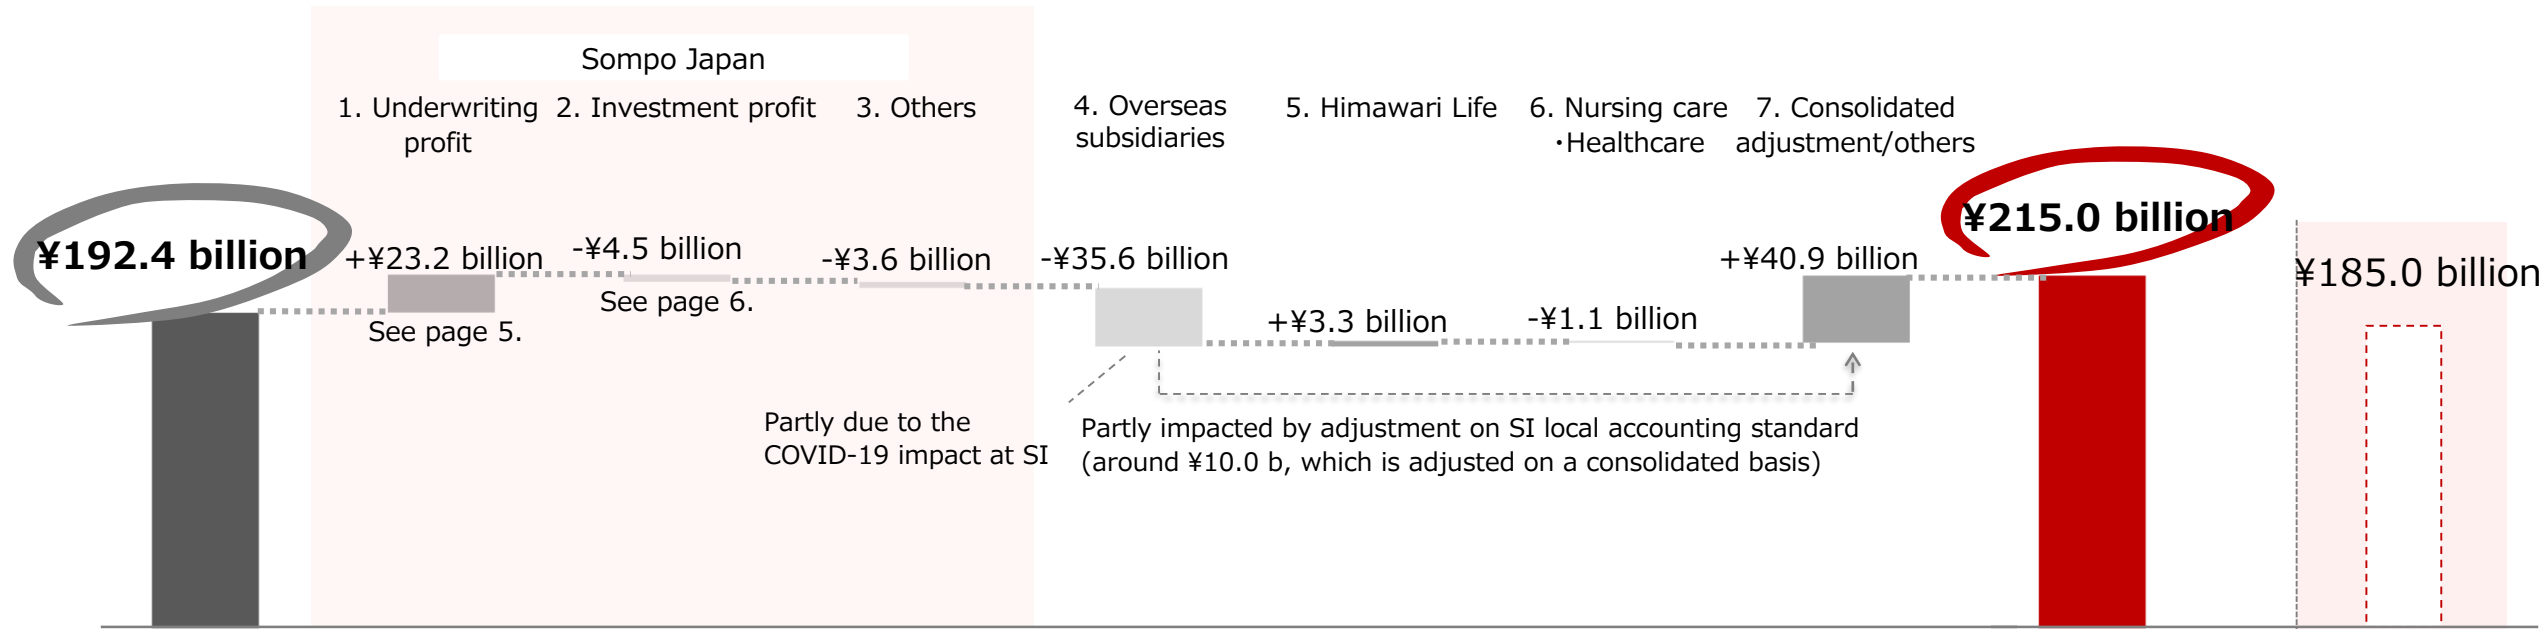 Sompo Japan
1. Underwriting
profit
2. Investment profit
3. Others
4. Overseas
subsidiaries
5. Himawari Life
6. Nursing care
・Healthcare
7. Consolidated
adjustment/others
¥192.4 billion
+¥23.2 billion
See page 5.
-¥4.5 billion
See page 6.
-¥3.6 billion
-¥35.6 billion
+¥3.3 billion
-¥1.1 billion
+¥40.9 billion
¥215.0 billion
¥185.0 billion
Partly due to the
COVID-19 impact at SI
Partly impacted by adjustment on SI local accounting standard
(around ¥10.0 b, which is adjusted on a consolidated basis)